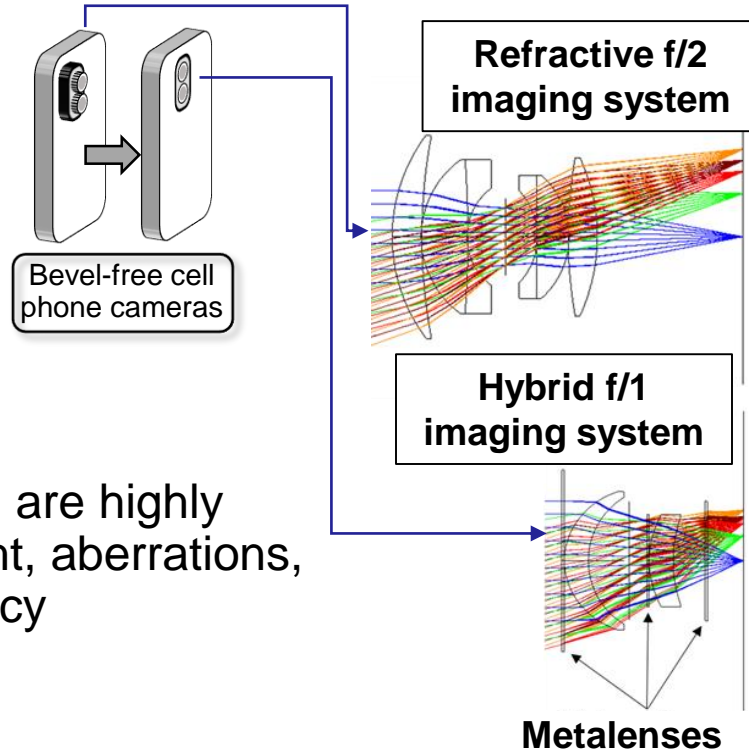 Refractive f/2
imaging system
Bevel-free cell
phone cameras
Hybrid f/1
imaging system
are highly
nt, aberrations,
cy
Metalenses